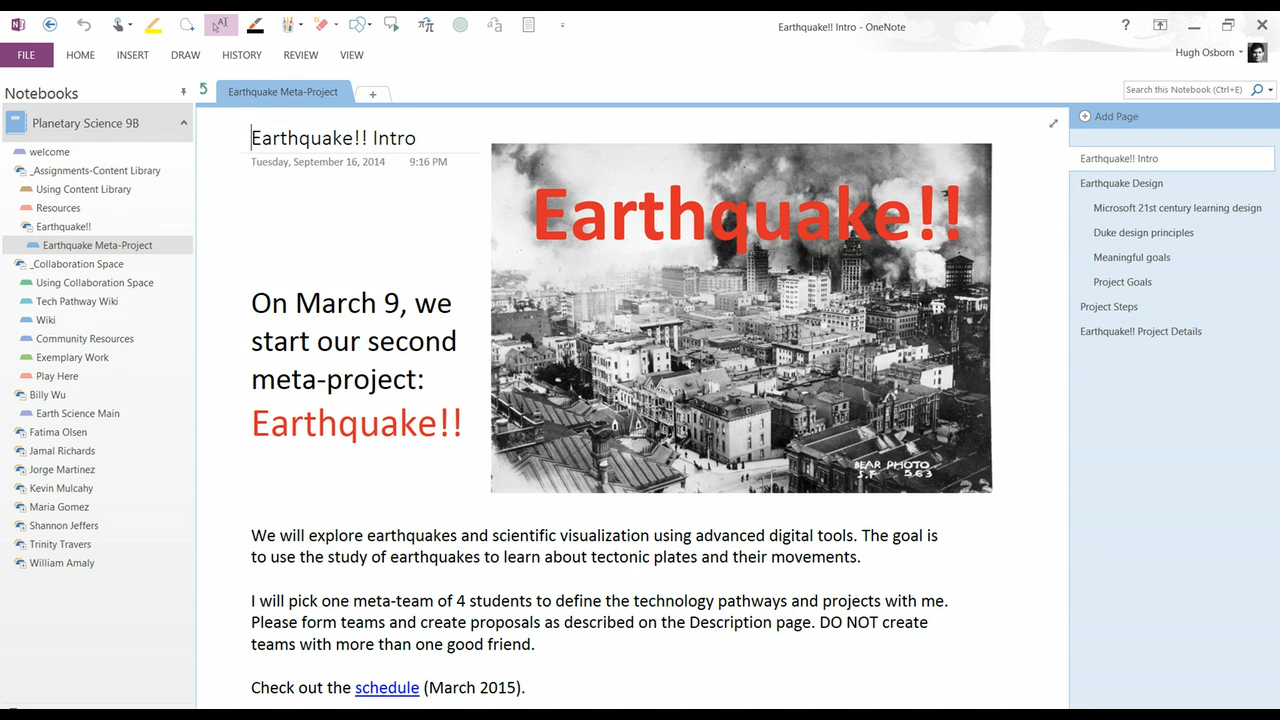 Earthquake!! Intro - OneNote
FILE
HOME
INSERT
DRAW
HISTORY
REVIEW
VIEW
Hugh Osborn
Notebooks
Planetary Science 9B
welcome
_Assignments-Content Library
Using Content Library
Resources
Earthquake!!
Earthquake Meta-Project
_Collaboration Space
Using Collaboration Space
Tech Pathway Wiki
Wiki
Community Resources
Exemplary Work
Play Here
Billy Wu
Earth Science Main
Fatima Olsen
Jamal Richards
Jorge Martinez
Kevin Mulcahy
Maria Gomez
Shannon Jeffers
Trinity Travers
William Amaly
Earthquake Meta-Project
Search this Notebook (Ctrl+E)
Earthquake!! Intro
Tuesday, September 16, 2014 9:16 PM
Earthquake!!
On March 9, we
start our second
meta-project:
Earthquake!!
BEAR PHOTO
S.F 563
We will explore earthquakes and scientific visualization using advanced digital tools. The goal is
to use the study of earthquakes to learn about tectonic plates and their movements.
I will pick one meta-team of 4 students to define the technology pathways and projects with me.
Please form teams and create proposals as described on the Description page. DO NOT create
teams with more than one good friend.
Check out the schedule (March 2015).
Add Page
Earthquake!! Intro
Earthquake Design
Microsoft 21st century learning design
Duke design principles
Meaningful goals
Project Goals
Project Steps
Earthquake!! Project Details